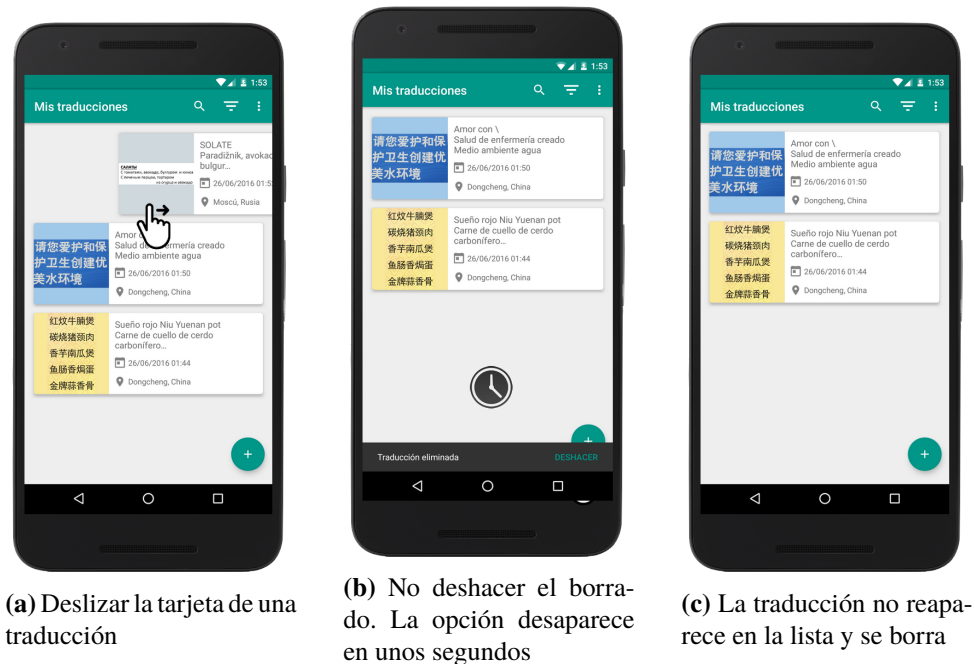 1:53
Mis traducciones
SOLATE
Paradižnik, avokad
bulgur...
26/06/2016 01:5
Moscú, Rusia
САЛАТЫ
请您爱护和保
护卫生创建优
美水环境
Amor
Salud de enfermería creado
Medio ambiente agua
26/06/2016 01:50
Dongcheng, China
红炆牛腩煲
碳烧猪颈肉
香芋南瓜煲
鱼肠香焗蛋
金牌蒜香骨
Sueño rojo Niu Yuenan pot
Carne de cuello de cerdo
carbonífero...
26/06/2016 01:44
Dongcheng, China
+
(a) Deslizar la tarjeta de una
traducción
1:53
Mis traducciones
请您爱护和保
护卫生创建优
美水环境
Amor con \
Salud de enfermería creado
Medio ambiente agua
26/06/2016 01:50
Dongcheng, China
红炆牛腩煲
碳烧猪颈肉
香芋南瓜煲
鱼肠香焗蛋
金牌蒜香骨
Sueño rojo Niu Yuenan pot
Carne de cuello de cerdo
carbonífero...
26/06/2016 01:44
Dongcheng, China
+
Traducción eliminada DESHACER
(b) No deshacer el borra-
do. La opción desaparece
en unos segundos
1:53
Mis traducciones
请您爱护和保
护卫生创建优
美水环境
Amor con \
Salud de enfermería creado
Medio ambiente agua
26/06/2016 01:50
Dongcheng, China
红炆牛腩煲
碳烧猪颈肉
香芋南瓜煲
鱼肠香焗蛋
金牌蒜香骨
Sueño rojo Niu Yuenan pot
Carne de cuello de cerdo
carbonífero...
26/06/2016 01:44
Dongcheng, China
+
(c) La traducción no reapa-
rece en la lista y se borra